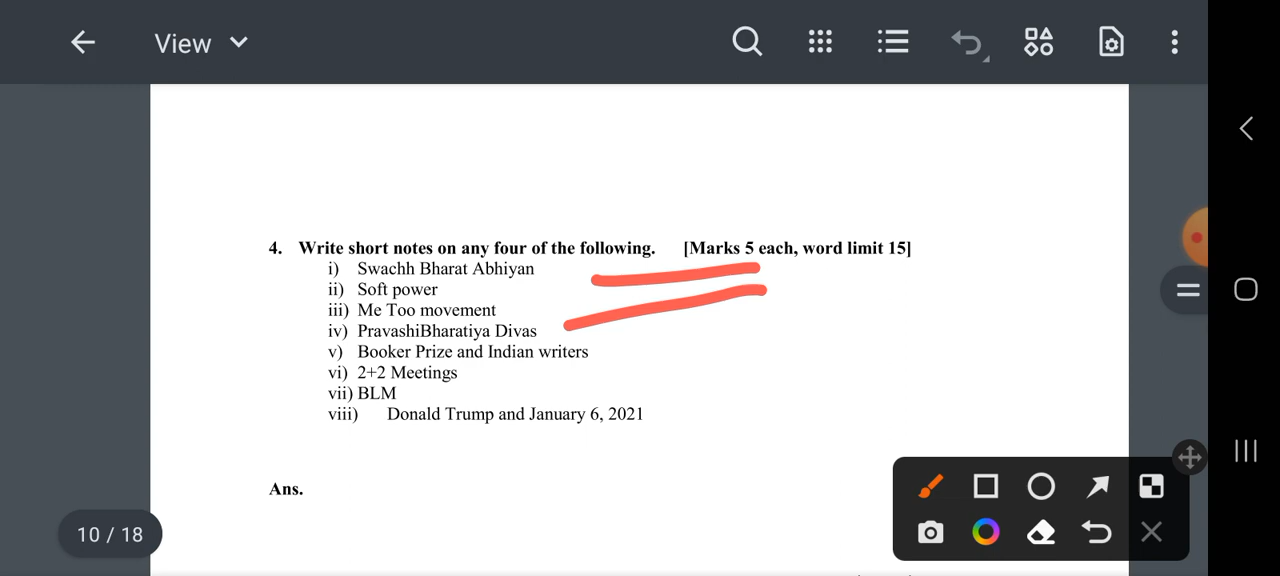 View
4. Write short notes on any four of the following. [Marks 5 each, word limit 15]
i) Swachh Bharat Abhiyan
ii) Soft power
iii) Me Too movement
iv) PravashiBharatiya Divas
v) Booker Prize and Indian writers
vi) 2+2 Meetings
vii) BLM
viii) Donald Trump and January 6, 2021
Ans.
10 / 18